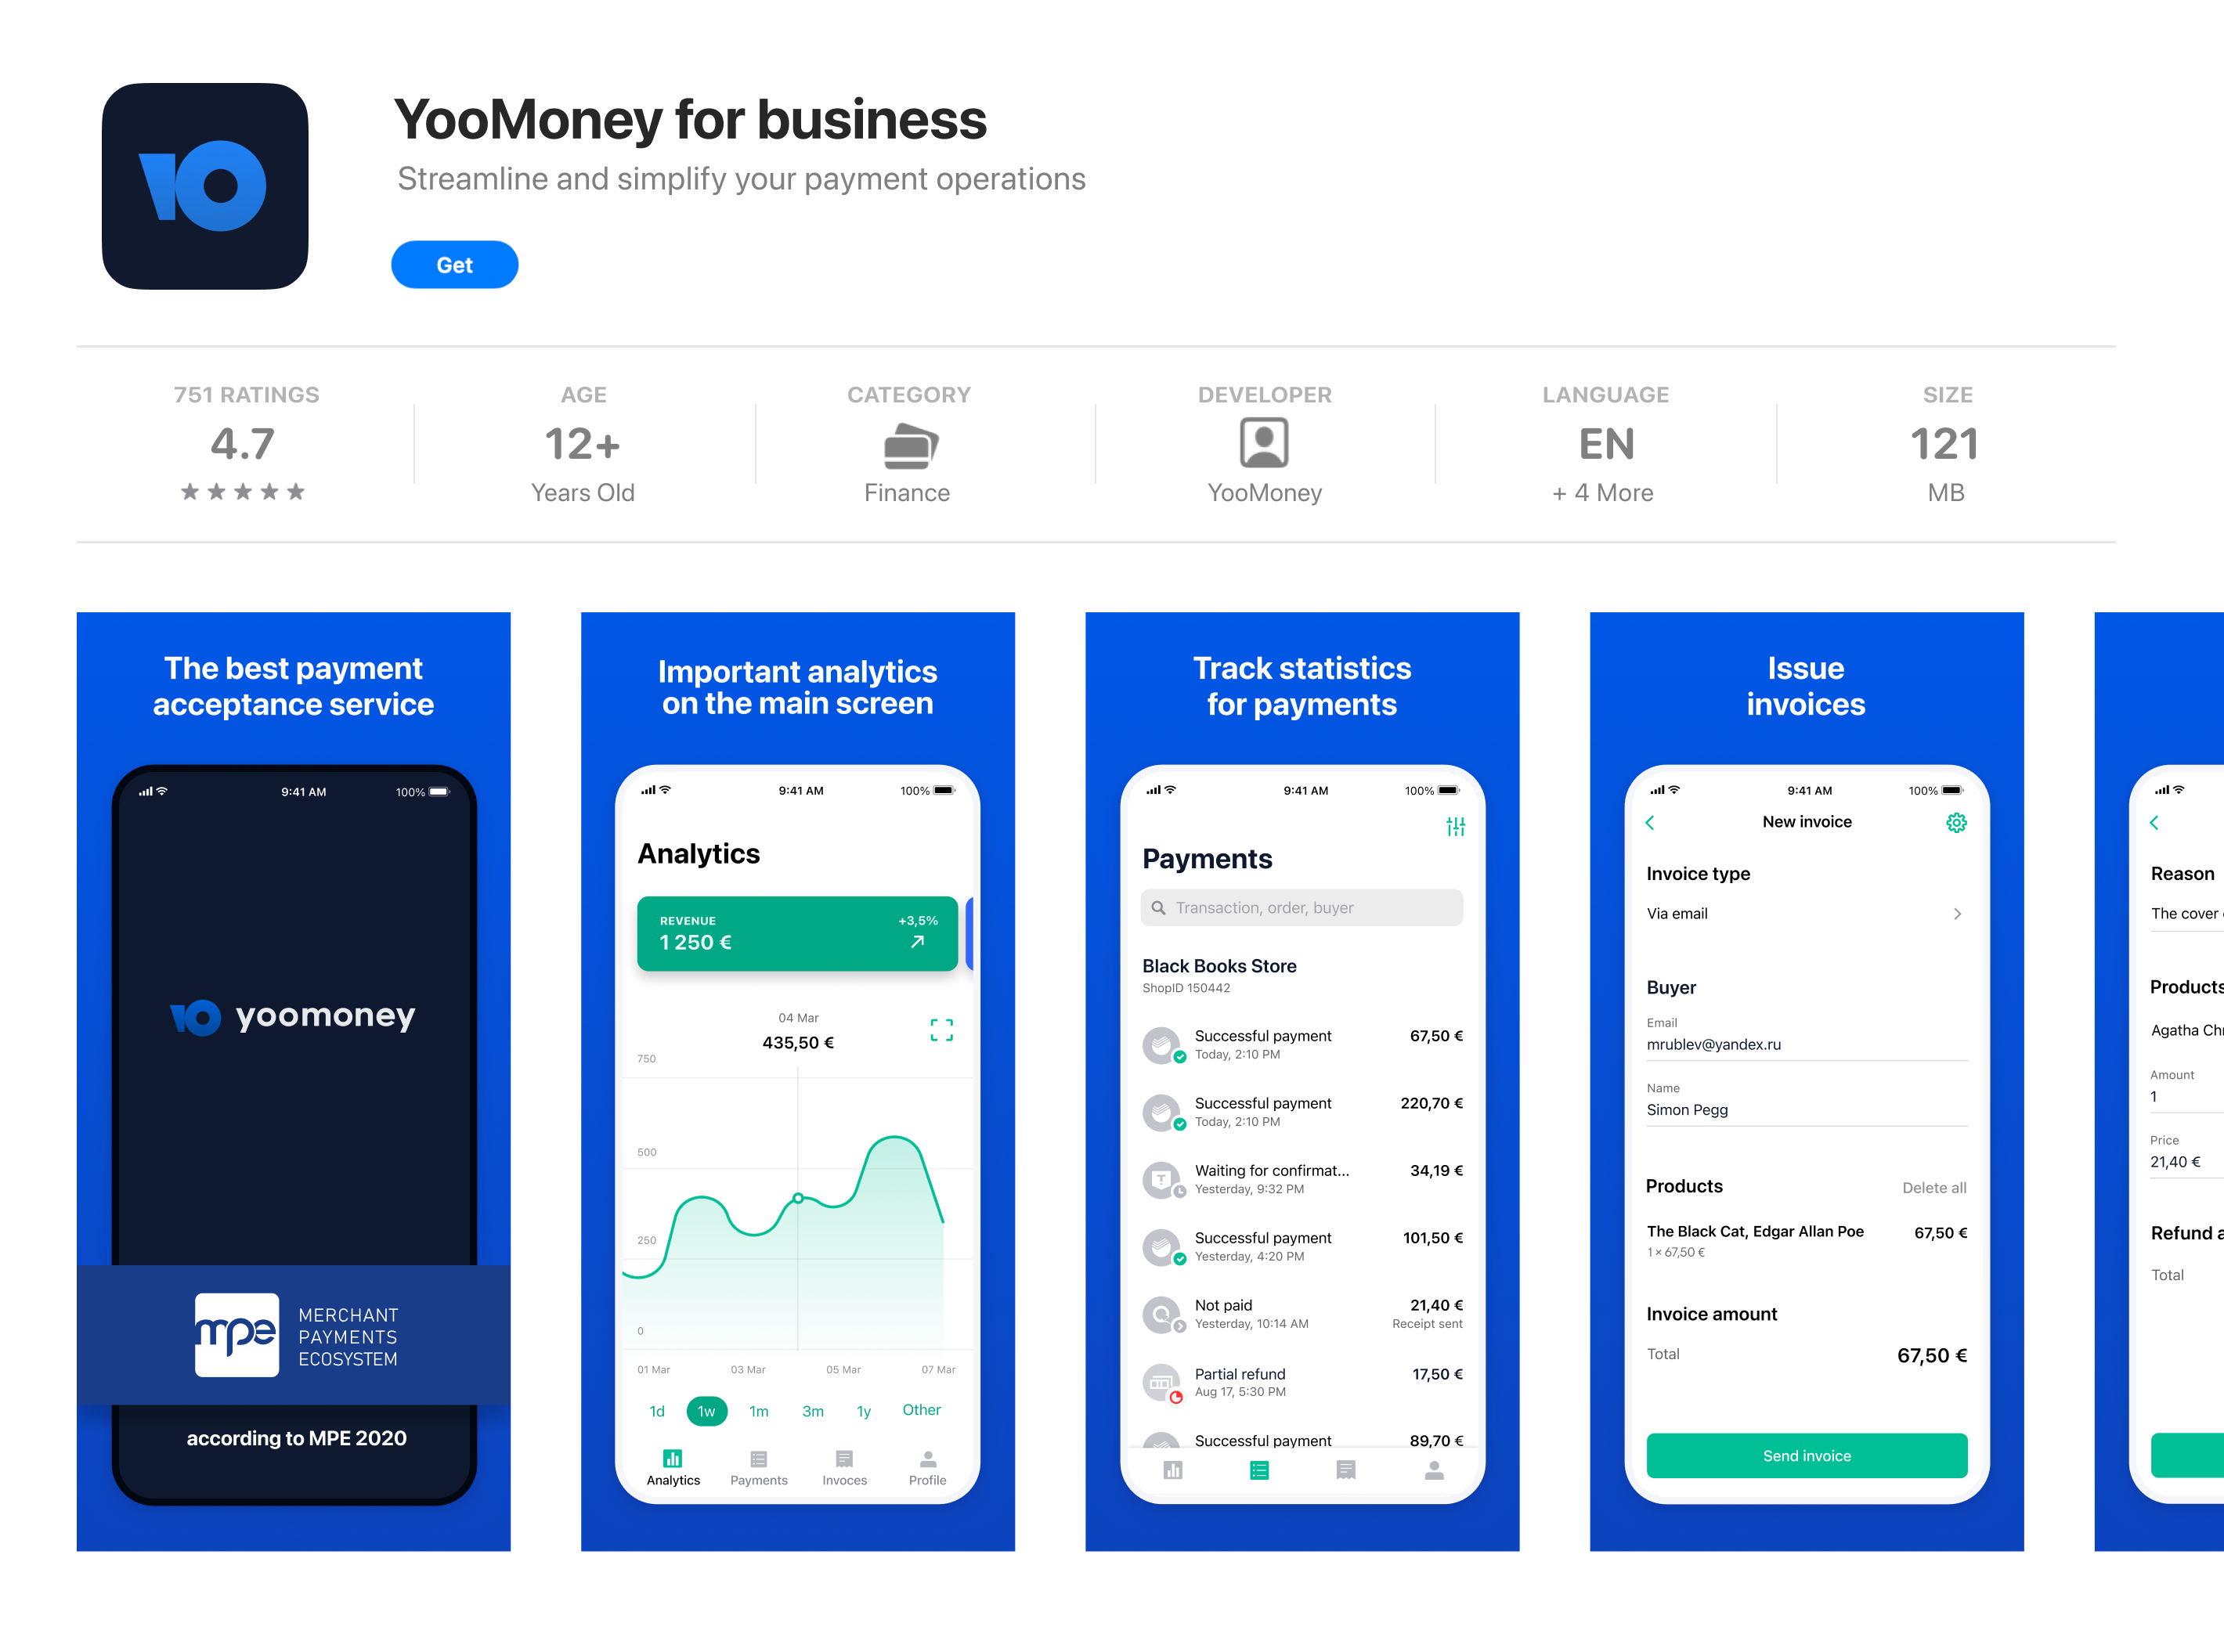 YooMoney for business
Streamline and simplify your payment operations
Get
751 RATINGS
4.7
AGE
12+
Years Old
CATEGORY
Finance
DEVELOPER
YooMoney
LANGUAGE
EN
+ 4 More
SIZE
121
MB
The best payment
acceptance service
9:41 AM
100%
yoomoney
mpe
MERCHANT
PAYMENTS
ECOSYSTEM
according to MPE 2020
Important analytics
on the main screen
9:41 AM
100%
Analytics
REVENUE
+3,5%
1 250 €
04 Mar
435,50 €
750
500
250
0
01 Mar
03 Mar
05 Mar
07 Mar
1d
1w
1m
3m
1y
Other
Analytics
Payments
Invoces
Profile
Track statistics
for payments
9:41 AM
100%
Payments
Transaction, order, buyer
Black Books Store
ShopID 150442
Successful payment
67,50 €
Today, 2:10 PM
Successful payment
220,70 €
Today, 2:10 PM
Waiting for confirmat...
34,19 €
Yesterday, 9:32 PM
Successful payment
101,50 €
Yesterday, 4:20 PM
Not paid
21,40 €
Yesterday, 10:14 AM
Receipt sent
Partial refund
17,50 €
Aug 17, 5:30 PM
Successful payment
89,70 €
Issue
invoices
9:41 AM
100%
New invoice
Invoice type
Via email
Buyer
Email
mrublev@yandex.ru
Name
Simon Pegg
Products
Delete all
The Black Cat, Edgar Allan Poe
67,50 €
1 × 67,50 €
Invoice amount
Total
67,50 €
Send invoice
Reason
The cover
Products
Agatha Chr
Amount
1
Price
21,40 €
Refund a
Total